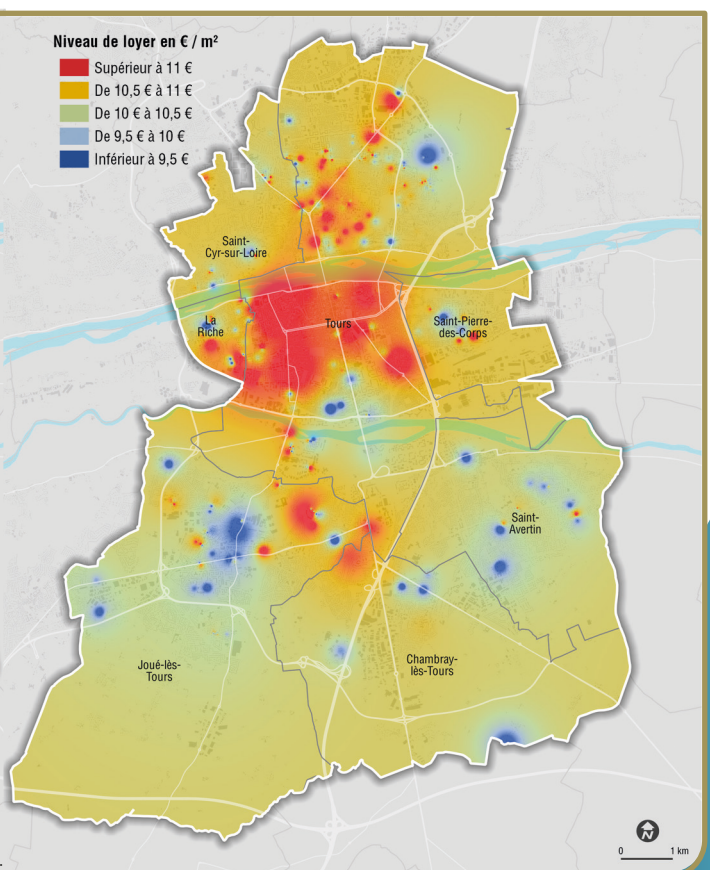 Niveau de loyer en € / m²
Supérieur à 11 €
De 10,5 € à 11 €
De 10 € à 10,5 €
De 9,5 € à 10 €
Inférieur à 9,5 €
Saint-
Cyr-sur-Loire
La
Riche
Tours
Saint-Pierre-
des-Corps
Saint-
Avertin
Joué-lès-
Tours
Chambray-
lès-Tours
N
0 1 km